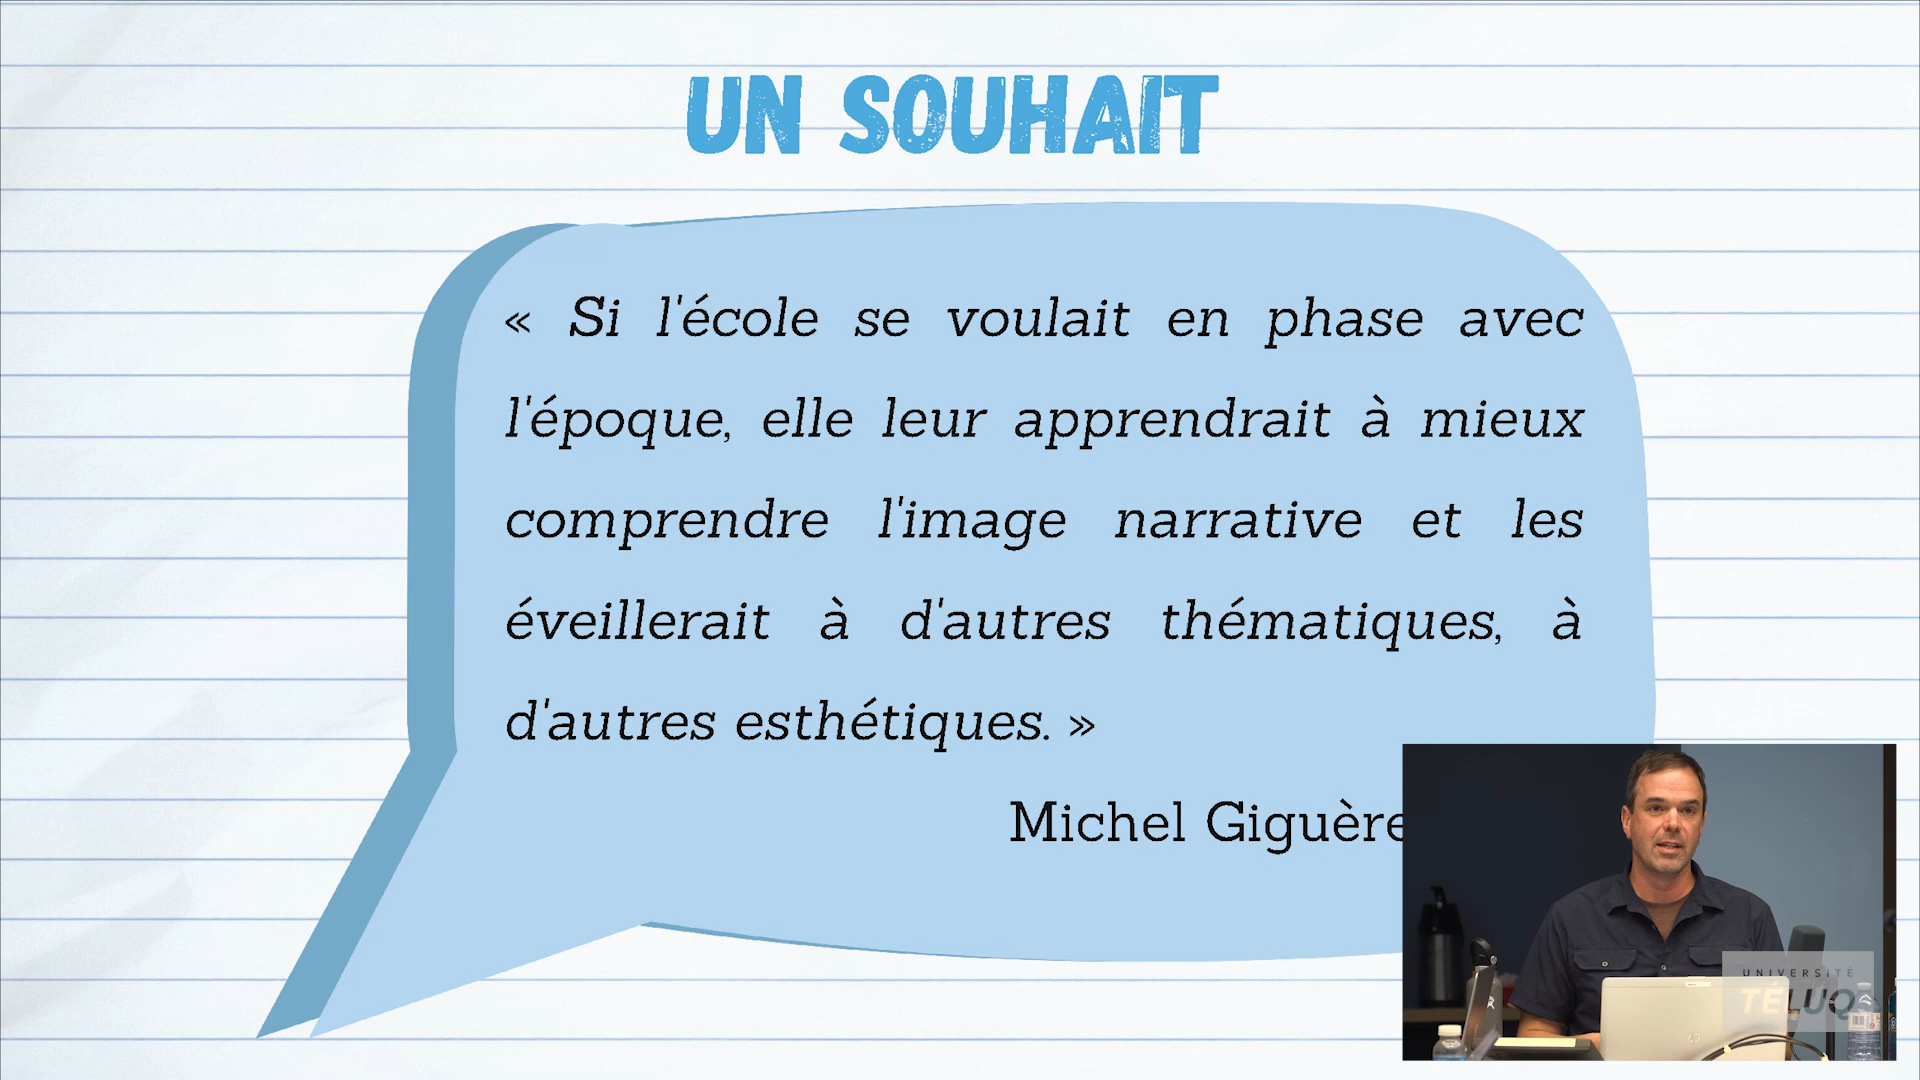 UN SOUHAIT
« Si l'école se voulait en phase avec
l'époque, elle leur apprendrait à mieux
comprendre l'image narrative et les
éveillerait à d'autres thématiques, à
d'autres esthétiques. »
Michel Giguère
UNIVERSITÉ
TÉLUQ